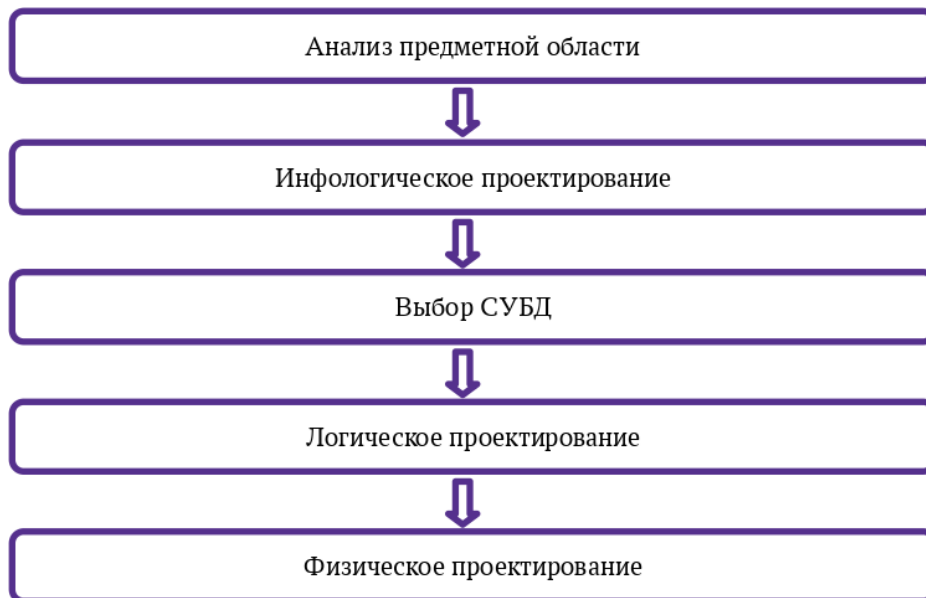 Анализ предметной области
Инфологическое проектирование
Выбор СУБД
Логическое проектирование
Физическое проектирование